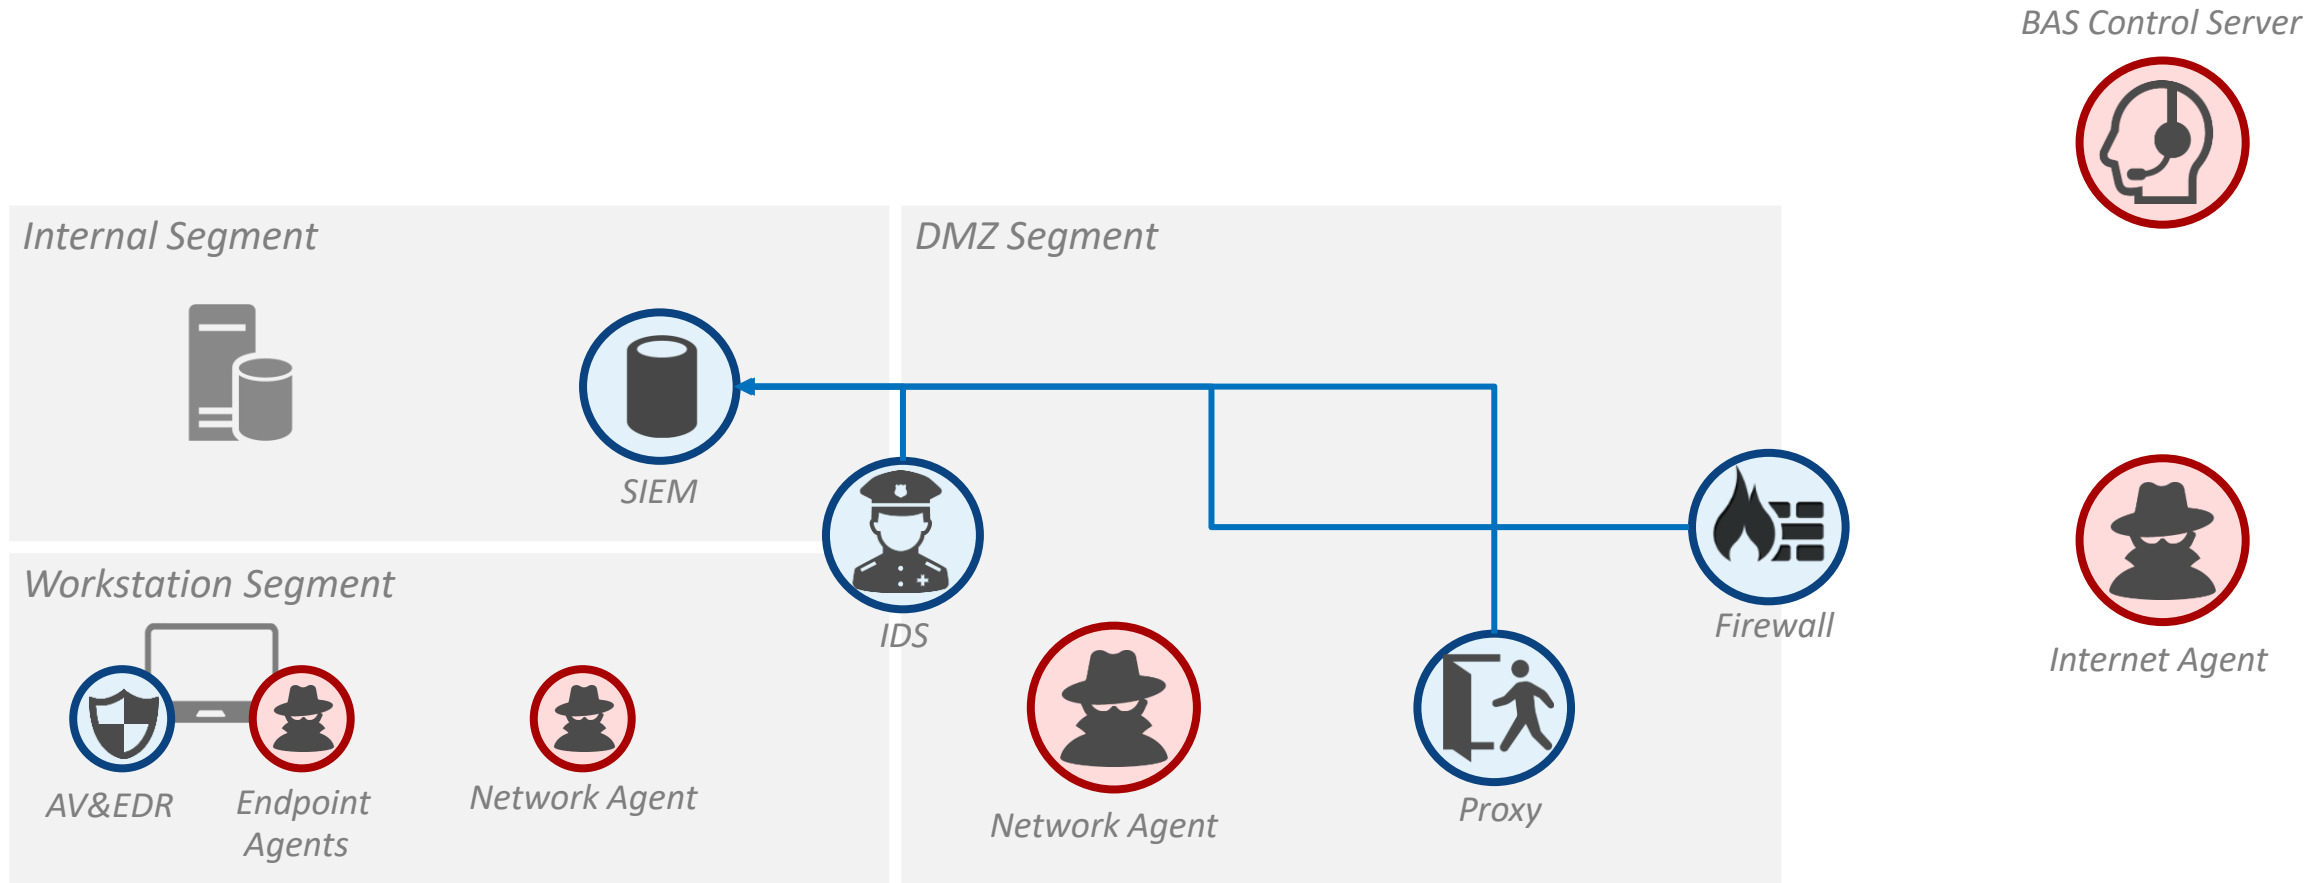 BAS Control Server
Internal Segment
DMZ Segment
SIEM
Workstation Segment
IDS
Firewall
Internet Agent
AV&EDR
Endpoint
Agents
Network Agent
Network Agent
Proxy